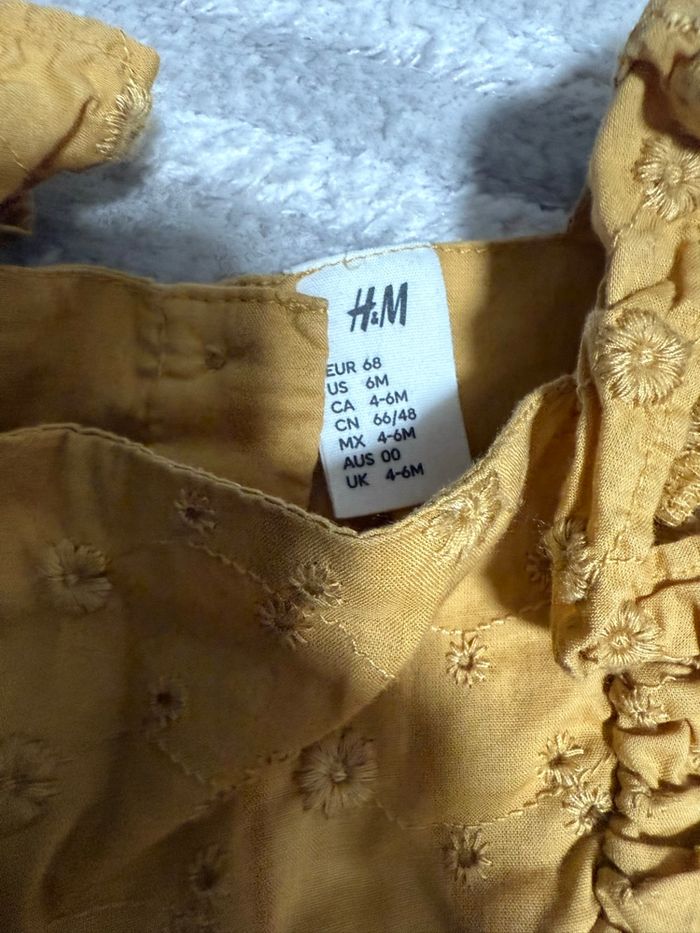 H&M
EUR 68
US 6M
CA 4-6M
CN 66/48
MX 4-6M
AUS 00
UK 4-6M